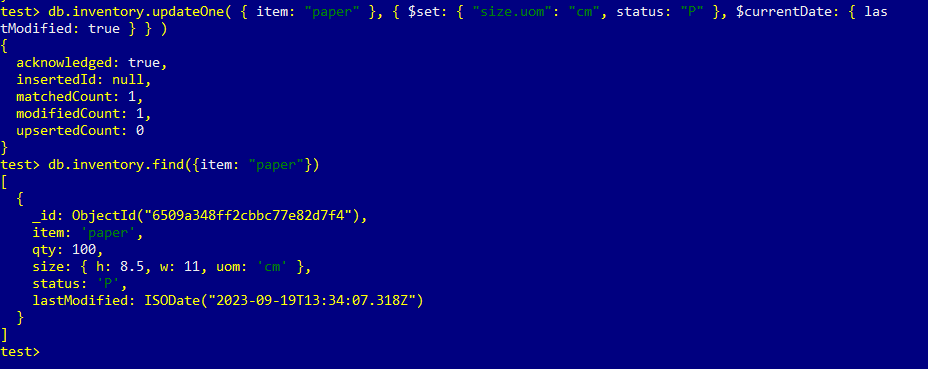 test> db.inventory.updateOne( { item: "paper" }, { $set: { "size.uom": "cm", status: "P" }, $currentDate: { las
tModified: true } } )
{
  acknowledged: true,
  insertedId: null,
  matchedCount: 1,
  modifiedCount: 1,
  upsertedCount: 0
}
test> db.inventory.find({item: "paper"})
[
  {
    _id: ObjectId("6509a348ff2cbbc77e82d7f4"),
    item: 'paper',
    qty: 100,
    size: { h: 8.5, w: 11, uom: 'cm' },
    status: 'P',
    lastModified: ISODate("2023-09-19T13:34:07.318Z")
  }
]
test>